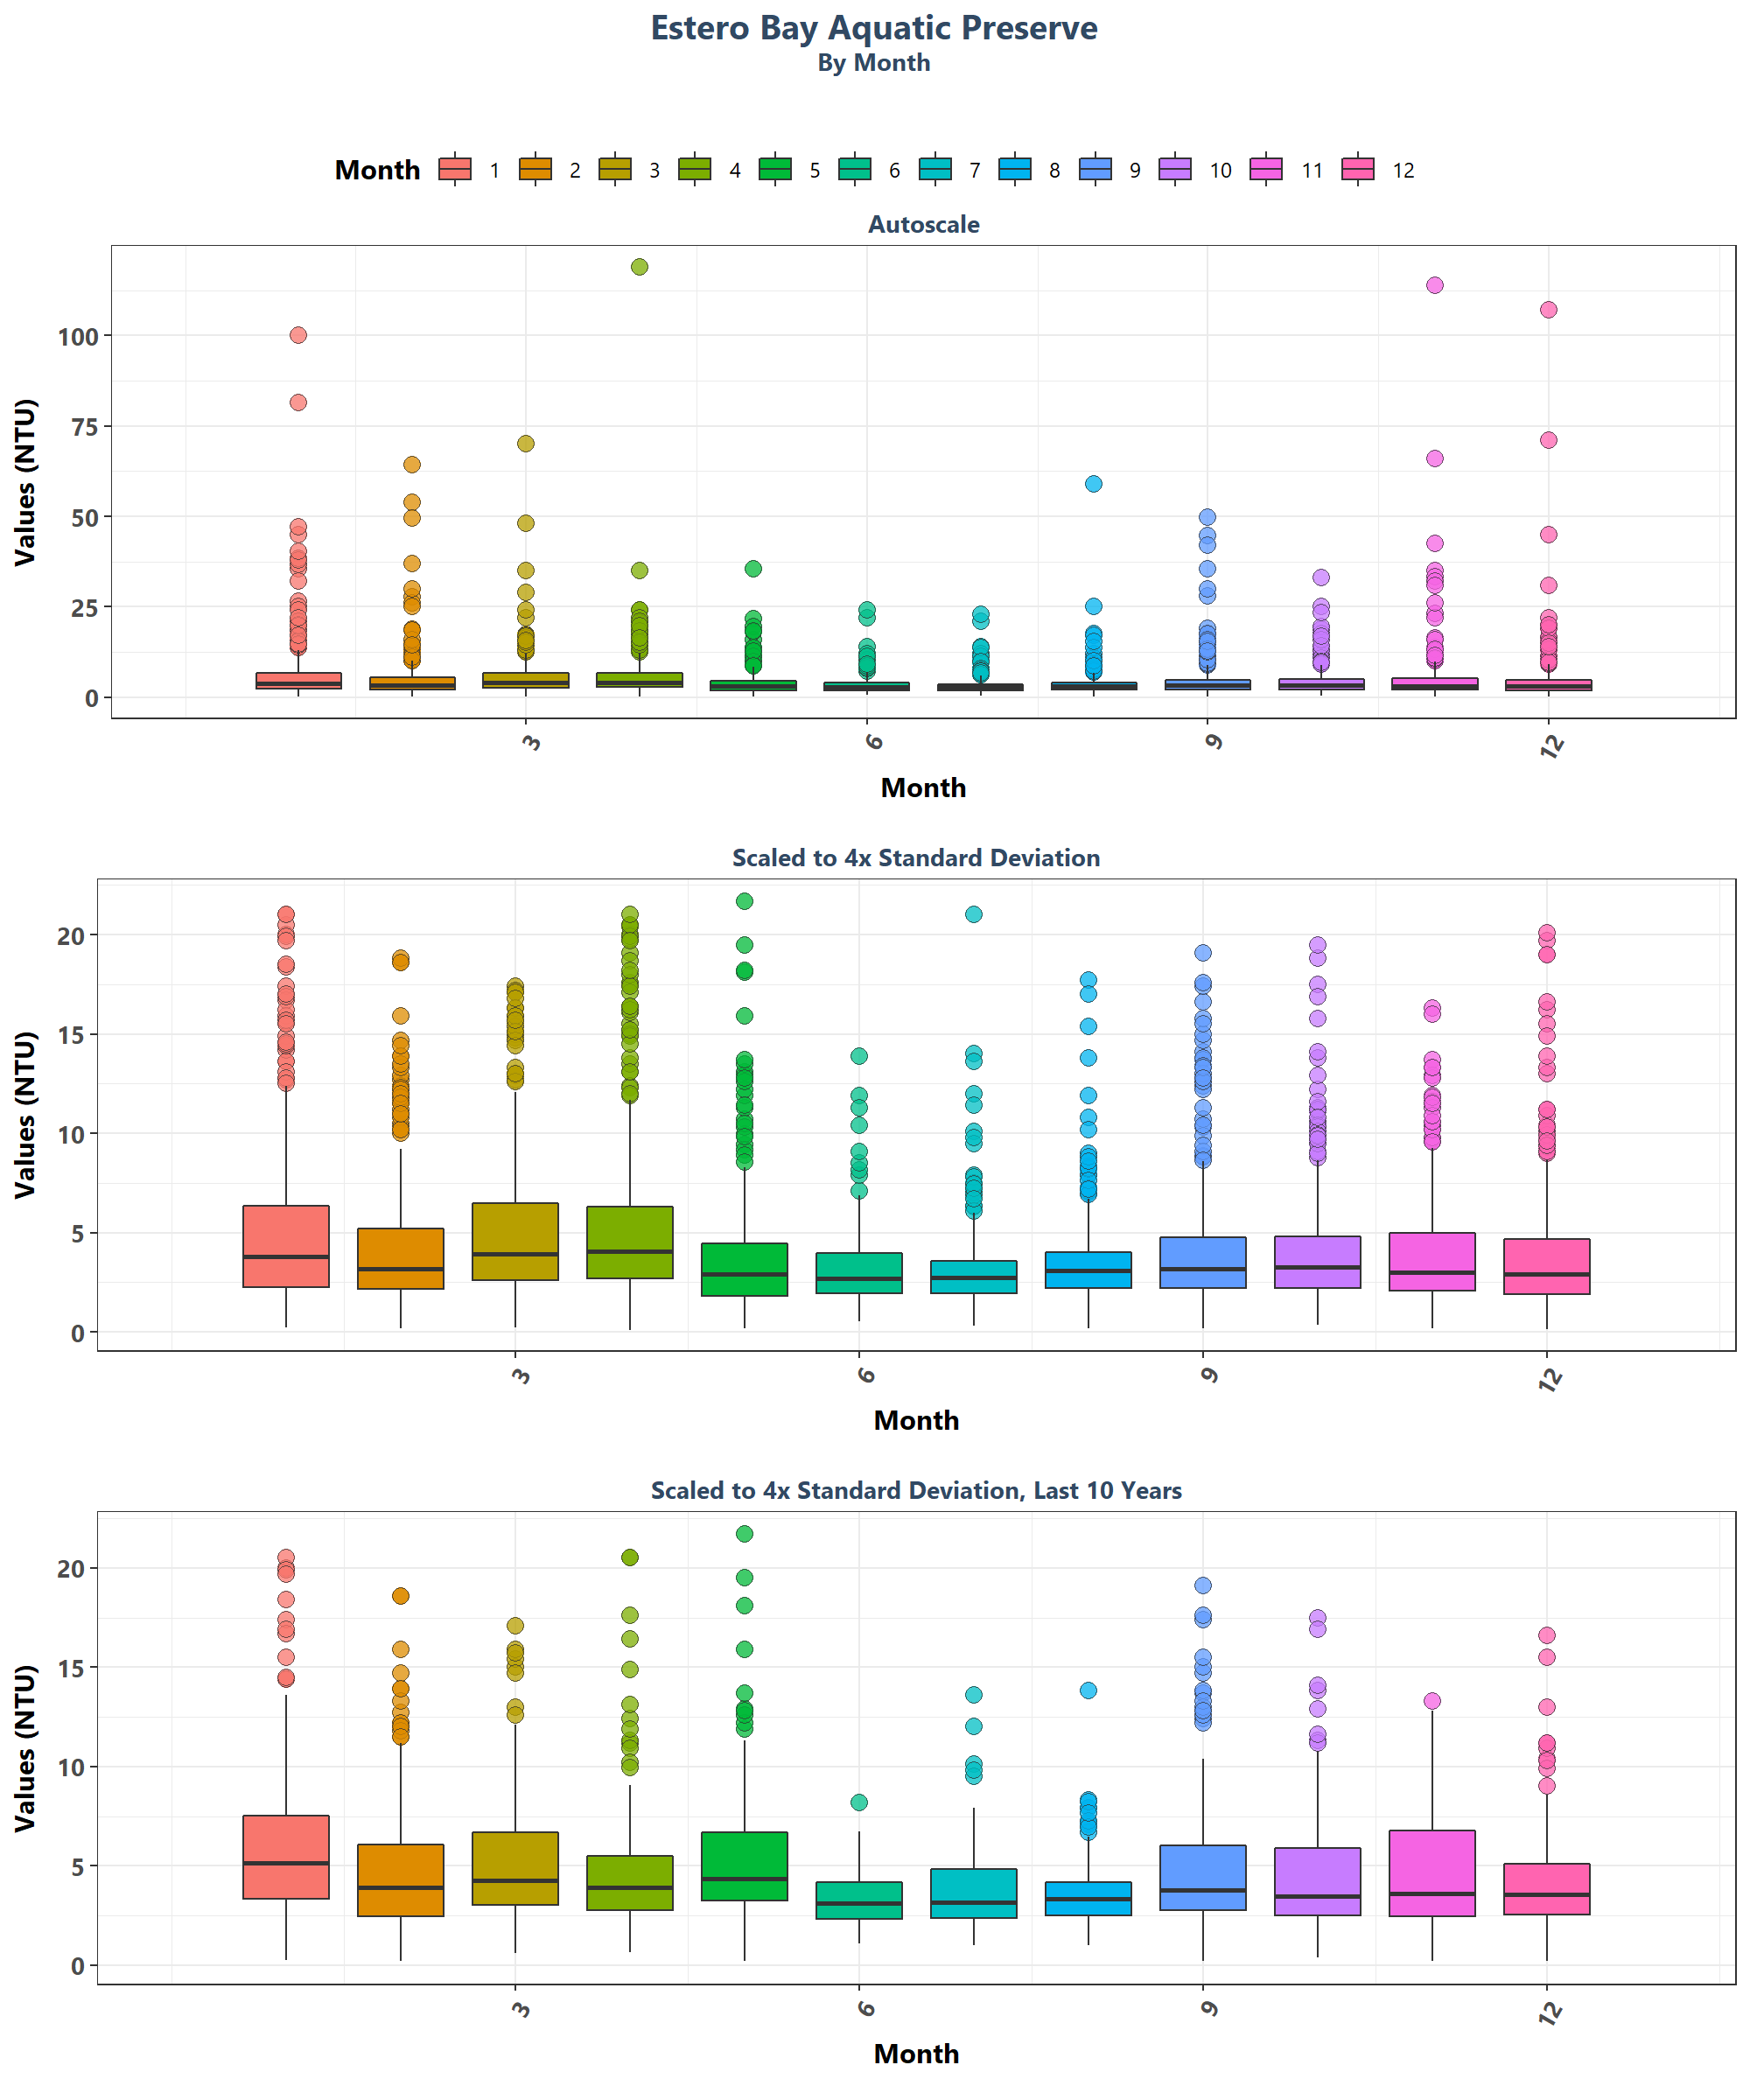 Estero Bay Aquatic Preserve
By Month
Month 1 2 3 4 5 6 7 8 9 10 11 12
Autoscale
Values (NTU)
100
75
50
25
0
3 6 9 12
Month
Scaled to 4x Standard Deviation
Values (NTU)
20
15
10
5
0
3 6 9 12
Month
Scaled to 4x Standard Deviation, Last 10 Years
Values (NTU)
20
15
10
5
0
3 6 9 12
Month